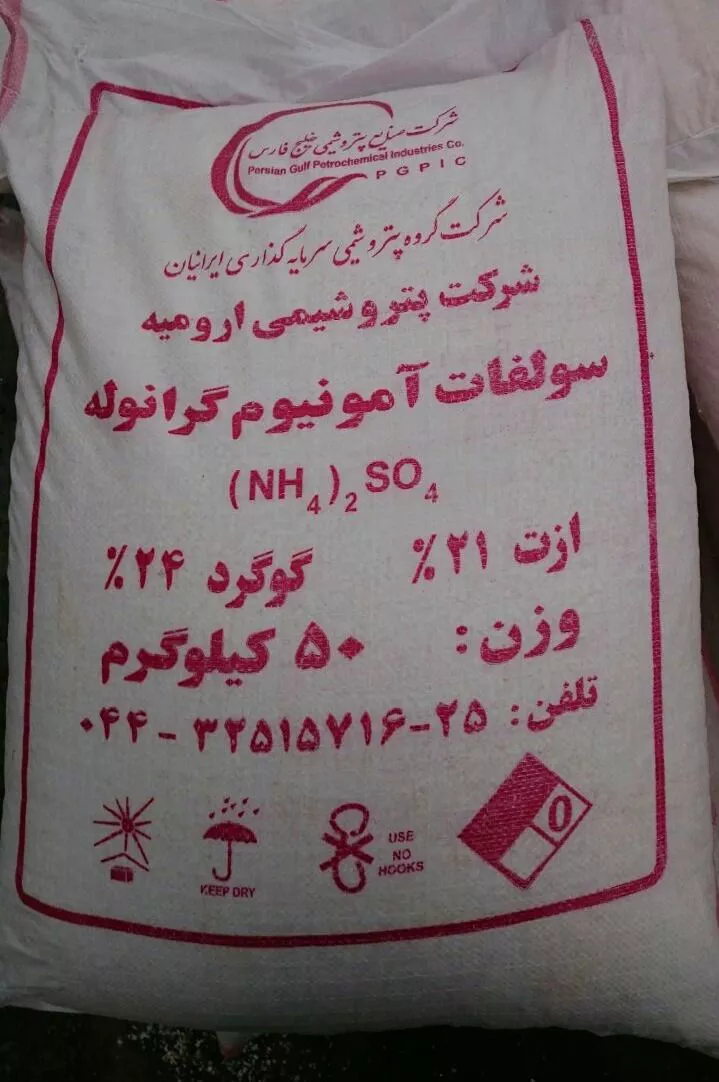 شرکت صنایع پتروشیمی خلیج فارس
Persian Gulf Petrochemical Industries Co.
PGPIC
شرکت گروه پتروشیمی سرمایه گذاری ایرانیان
شرکت پتروشیمی ارومیه
سولفات آمونیوم گرانوله
(NH4)2SO4
ازت ۲۱٪ گوگرد ۲۴٪
وزن: ۵۰ کیلوگرم
تلفن: ۲۵-۳۲۵۱۵۷۱۶ - ۰۴۴
KEEP DRY
USE
NO
HOOKS
0